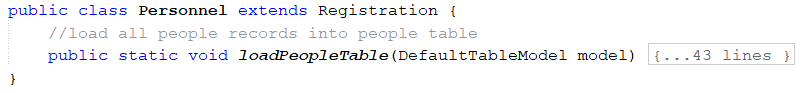 public class Personnel extends Registration {
//load all people records into people table
public static void loadPeopleTable(DefaultTableModel model) {...43 lines }
}